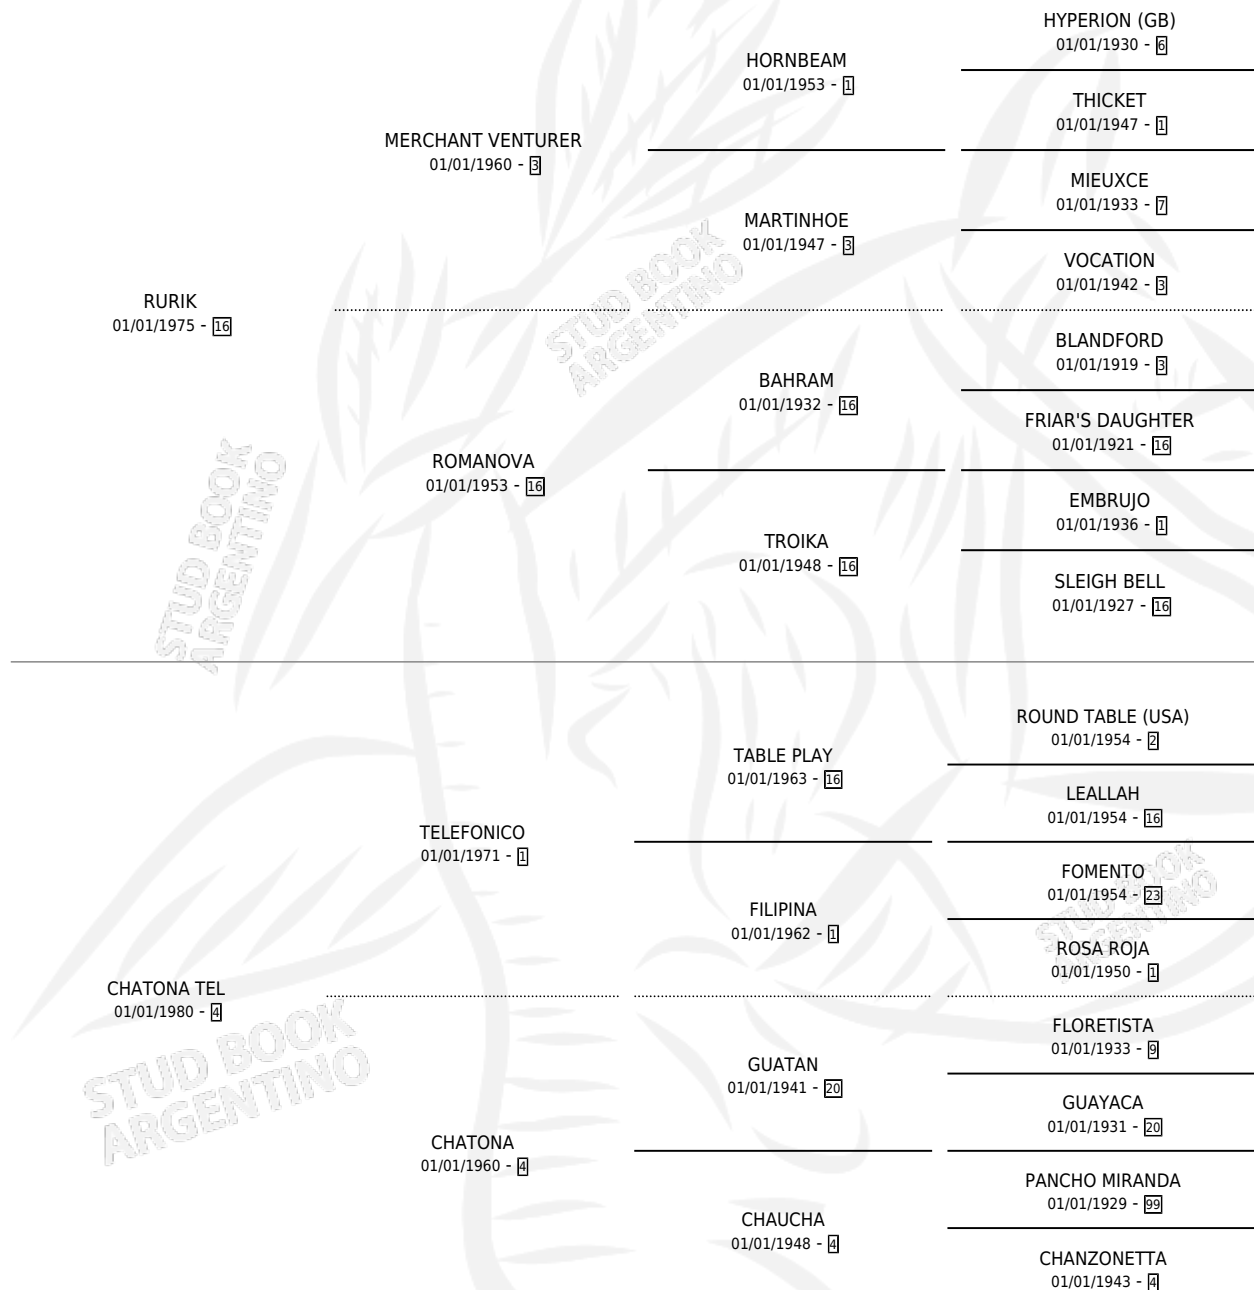 HYPERION (GB)
01/01/1930 - 6
HORNBEAM
01/01/1953 - 1
THICKET
01/01/1947 - 1
MERCHANT VENTURER
01/01/1960 - 3
MIEUXCE
01/01/1933 - 7
MARTINHOE
01/01/1947 - 3
VOCATION
01/01/1942 - 3
RURIK
01/01/1975 - 16
BLANDFORD
01/01/1919 - 3
BAHRAM
01/01/1932 - 16
FRIAR'S DAUGHTER
01/01/1921 - 16
ROMANOVA
01/01/1953 - 16
EMBRUJO
01/01/1936 - 1
TROIKA
01/01/1948 - 16
SLEIGH BELL
01/01/1927 - 16
STUD BOOK
ARGENTINO
STUD BOOK
ARGENTINO
ROUND TABLE (USA)
01/01/1954 - 2
TABLE PLAY
01/01/1963 - 16
LEALLAH
01/01/1954 - 16
TELEFONICO
01/01/1971 - 1
FOMENTO
01/01/1954 - 23
FILIPINA
01/01/1962 - 1
ROSA ROJA
01/01/1950 - 1
CHATONA TEL
01/01/1980 - 4
FLORETISTA
01/01/1933 - 9
GUATAN
01/01/1941 - 20
GUAYACA
01/01/1931 - 20
CHATONA
01/01/1960 - 4
PANCHO MIRANDA
01/01/1929 - 99
CHAUCHA
01/01/1948 - 4
CHANZONETTA
01/01/1943 - 4
STUD BOOK
ARGENTINO
STUD BOOK
ARGENTINO